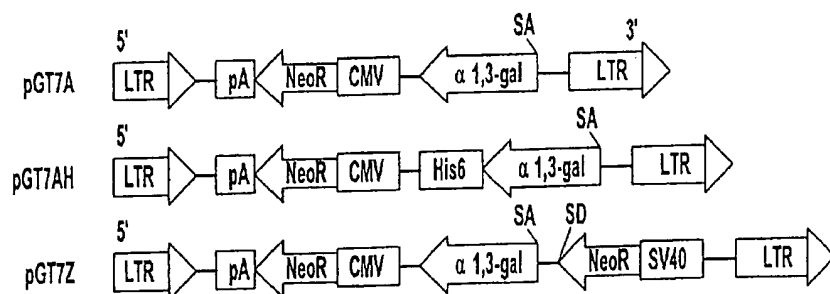 5' SA 3'
pGT7A LTR pA NeoR CMV α 1,3-gal LTR
SA
pGT7AH LTR pA NeoR CMV His6 α 1,3-gal LTR
5' SA SD
pGT7Z LTR pA NeoR CMV α 1,3-gal NeoR SV40 LTR